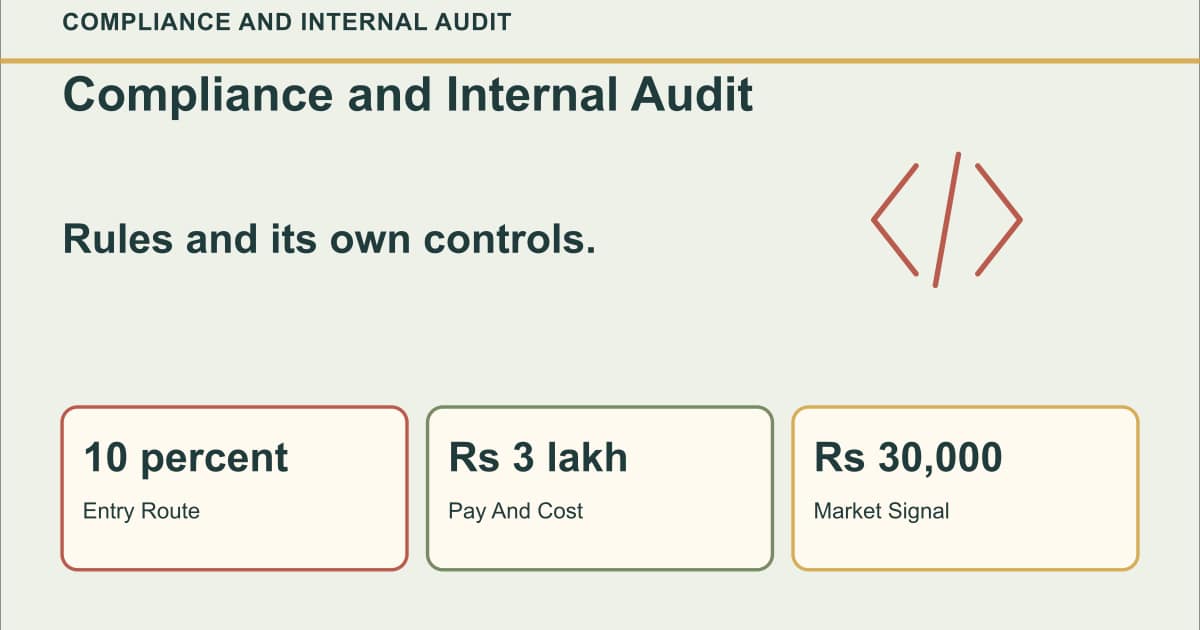 COMPLIANCE AND INTERNAL AUDIT
Compliance and Internal Audit
Rules and its own controls.
10 percent
Entry Route
Rs 3 lakh
Pay And Cost
Rs 30,000
Market Signal